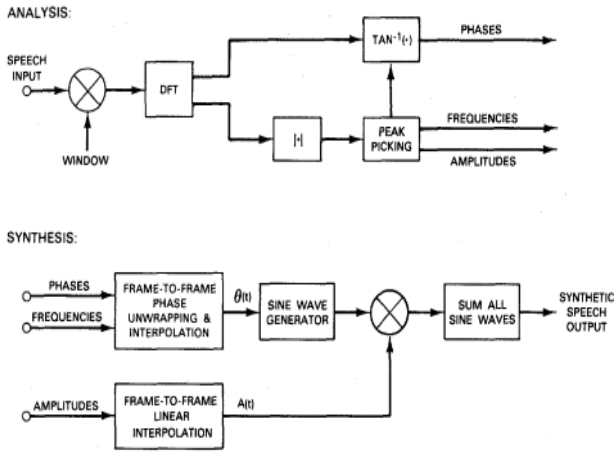 ANALYSIS:
SPEECH
INPUT
WINDOW
DFT
TAN⁻¹(•)
PHASES
|•|
PEAK
PICKING
FREQUENCIES
AMPLITUDES
SYNTHESIS:
PHASES
FREQUENCIES
FRAME-TO-FRAME
PHASE
UNWRAPPING &
INTERPOLATION
θ(t)
SINE WAVE
GENERATOR
SUM ALL
SINE WAVES
SYNTHETIC
SPEECH
OUTPUT
AMPLITUDES
FRAME-TO-FRAME
LINEAR
INTERPOLATION
A(t)